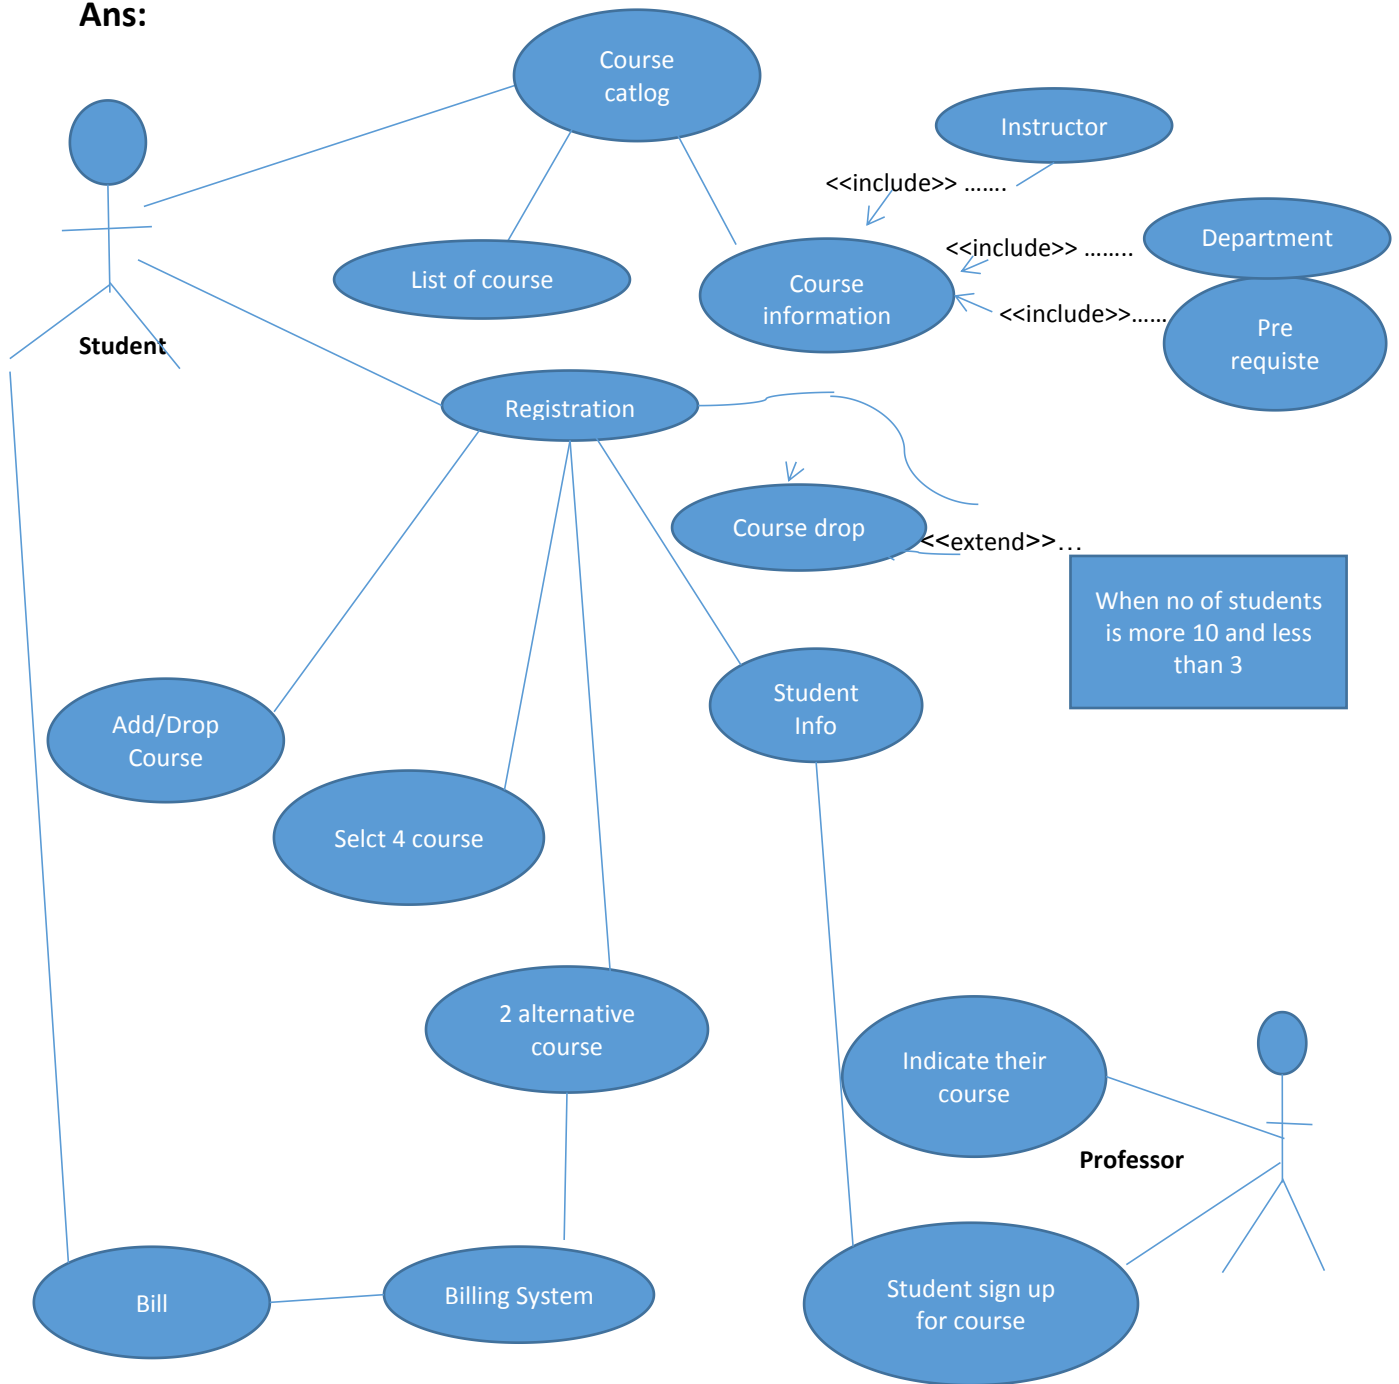 Ans:
Course
catlog
Instructor
<<include>> .......
Department
<<include>> ........
List of course
Course
information
<<include>>......
Pre
requiste
Student
Registration
Course drop
<<extend>>...
When no of students
is more 10 and less
than 3
Student
Info
Add/Drop
Course
Selct 4 course
2 alternative
course
Indicate their
course
Professor
Bill
Billing System
Student sign up
for course